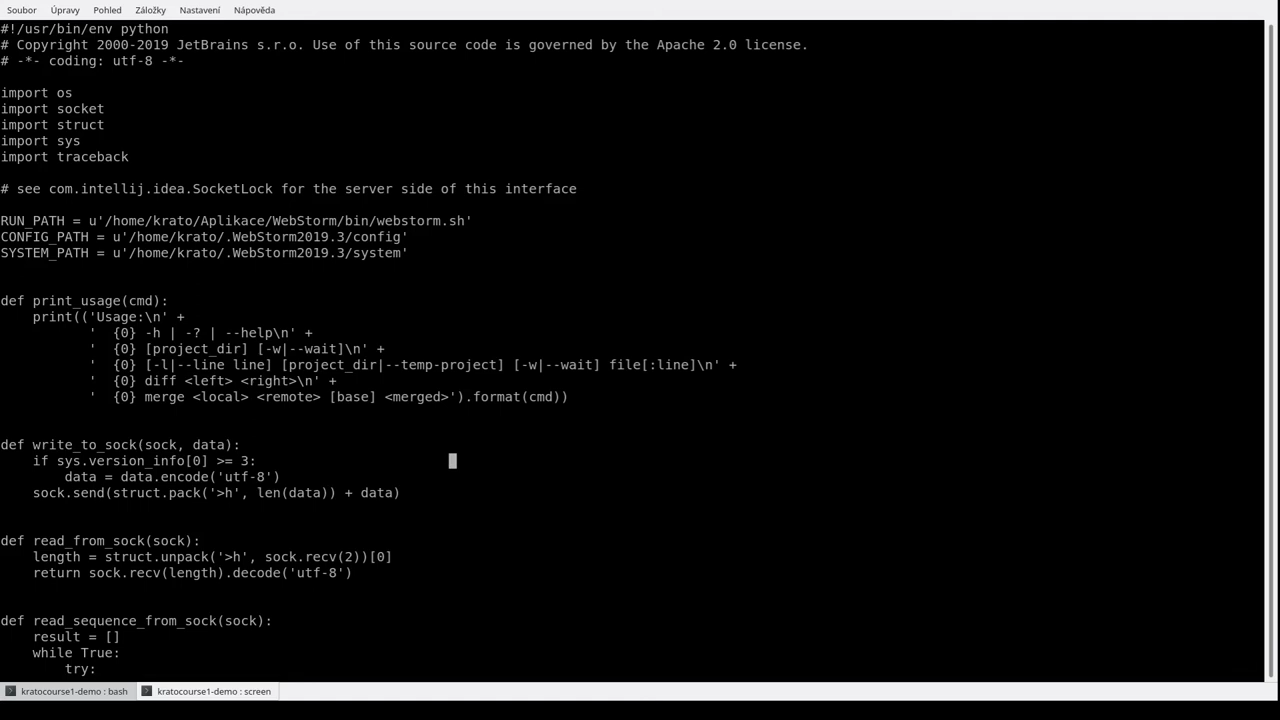 Soubor Úpravy Pohled Záložky Nastavení Nápověda
#!/usr/bin/env python
# Copyright 2000-2019 JetBrains s.r.o. Use of this source code is governed by the Apache 2.0 license.
# -*- coding: utf-8 -*-
import os
import socket
import struct
import sys
import traceback
# see com.intellij.idea.SocketLock for the server side of this interface
RUN_PATH = u'/home/krato/Aplikace/WebStorm/bin/webstorm.sh'
CONFIG_PATH = u'/home/krato/.WebStorm2019.3/config'
SYSTEM_PATH = u'/home/krato/.WebStorm2019.3/system'
def print_usage(cmd):
    print(('Usage:\n' +
           '  {0} -h | -? | --help\n' +
           '  {0} [project_dir] [-w|--wait]\n' +
           '  {0} [-l|--line line] [project_dir|--temp-project] [-w|--wait] file[:line]\n' +
           '  {0} diff <left> <right>\n' +
           '  {0} merge <local> <remote> [base] <merged>').format(cmd))
def write_to_sock(sock, data):
    if sys.version_info[0] >= 3:
        data = data.encode('utf-8')
    sock.send(struct.pack('>h', len(data)) + data)
def read_from_sock(sock):
    length = struct.unpack('>h', sock.recv(2))[0]
    return sock.recv(length).decode('utf-8')
def read_sequence_from_sock(sock):
    result = []
    while True:
        try:
kratocourse1-demo : bash kratocourse1-demo : screen